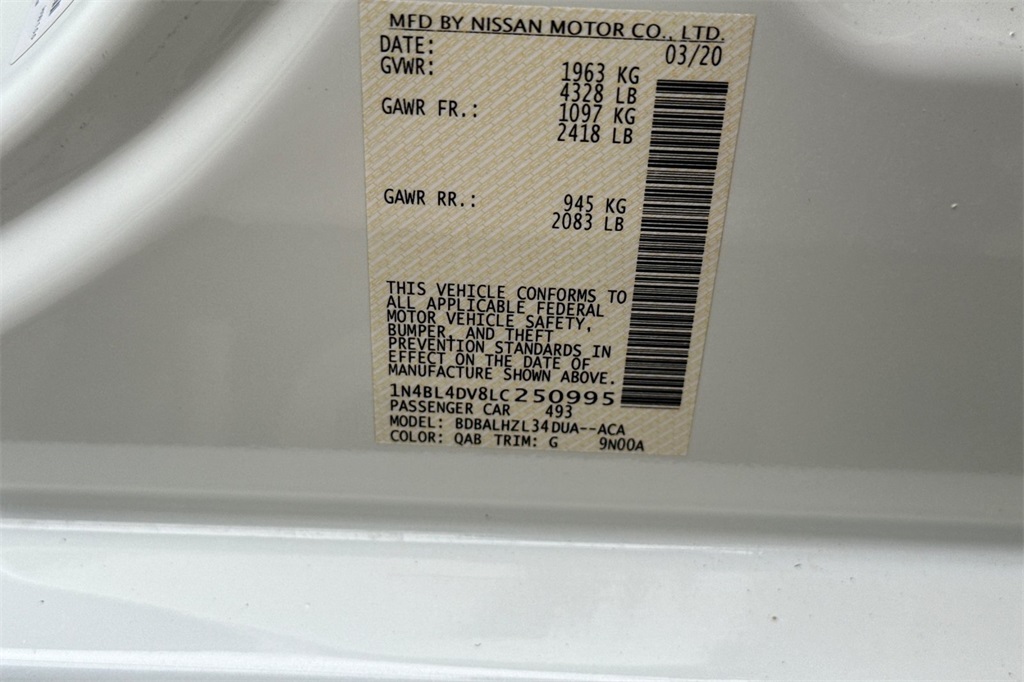 MFD BY NISSAN MOTOR CO., LTD.
DATE: 03/20
GVWR: 1963 KG
4328 LB
GAWR FR.: 1097 KG
2418 LB
GAWR RR.: 945 KG
2083 LB
THIS VEHICLE CONFORMS TO
ALL APPLICABLE FEDERAL
MOTOR VEHICLE SAFETY,
BUMPER, AND THEFT
PREVENTION STANDARDS IN
EFFECT ON THE DATE OF
MANUFACTURE SHOWN ABOVE.
1N4BL4DV8LC250995
PASSENGER CAR 493
MODEL: BDBALHZL34DUA--ACA
COLOR: QAB TRIM: G 9N00A